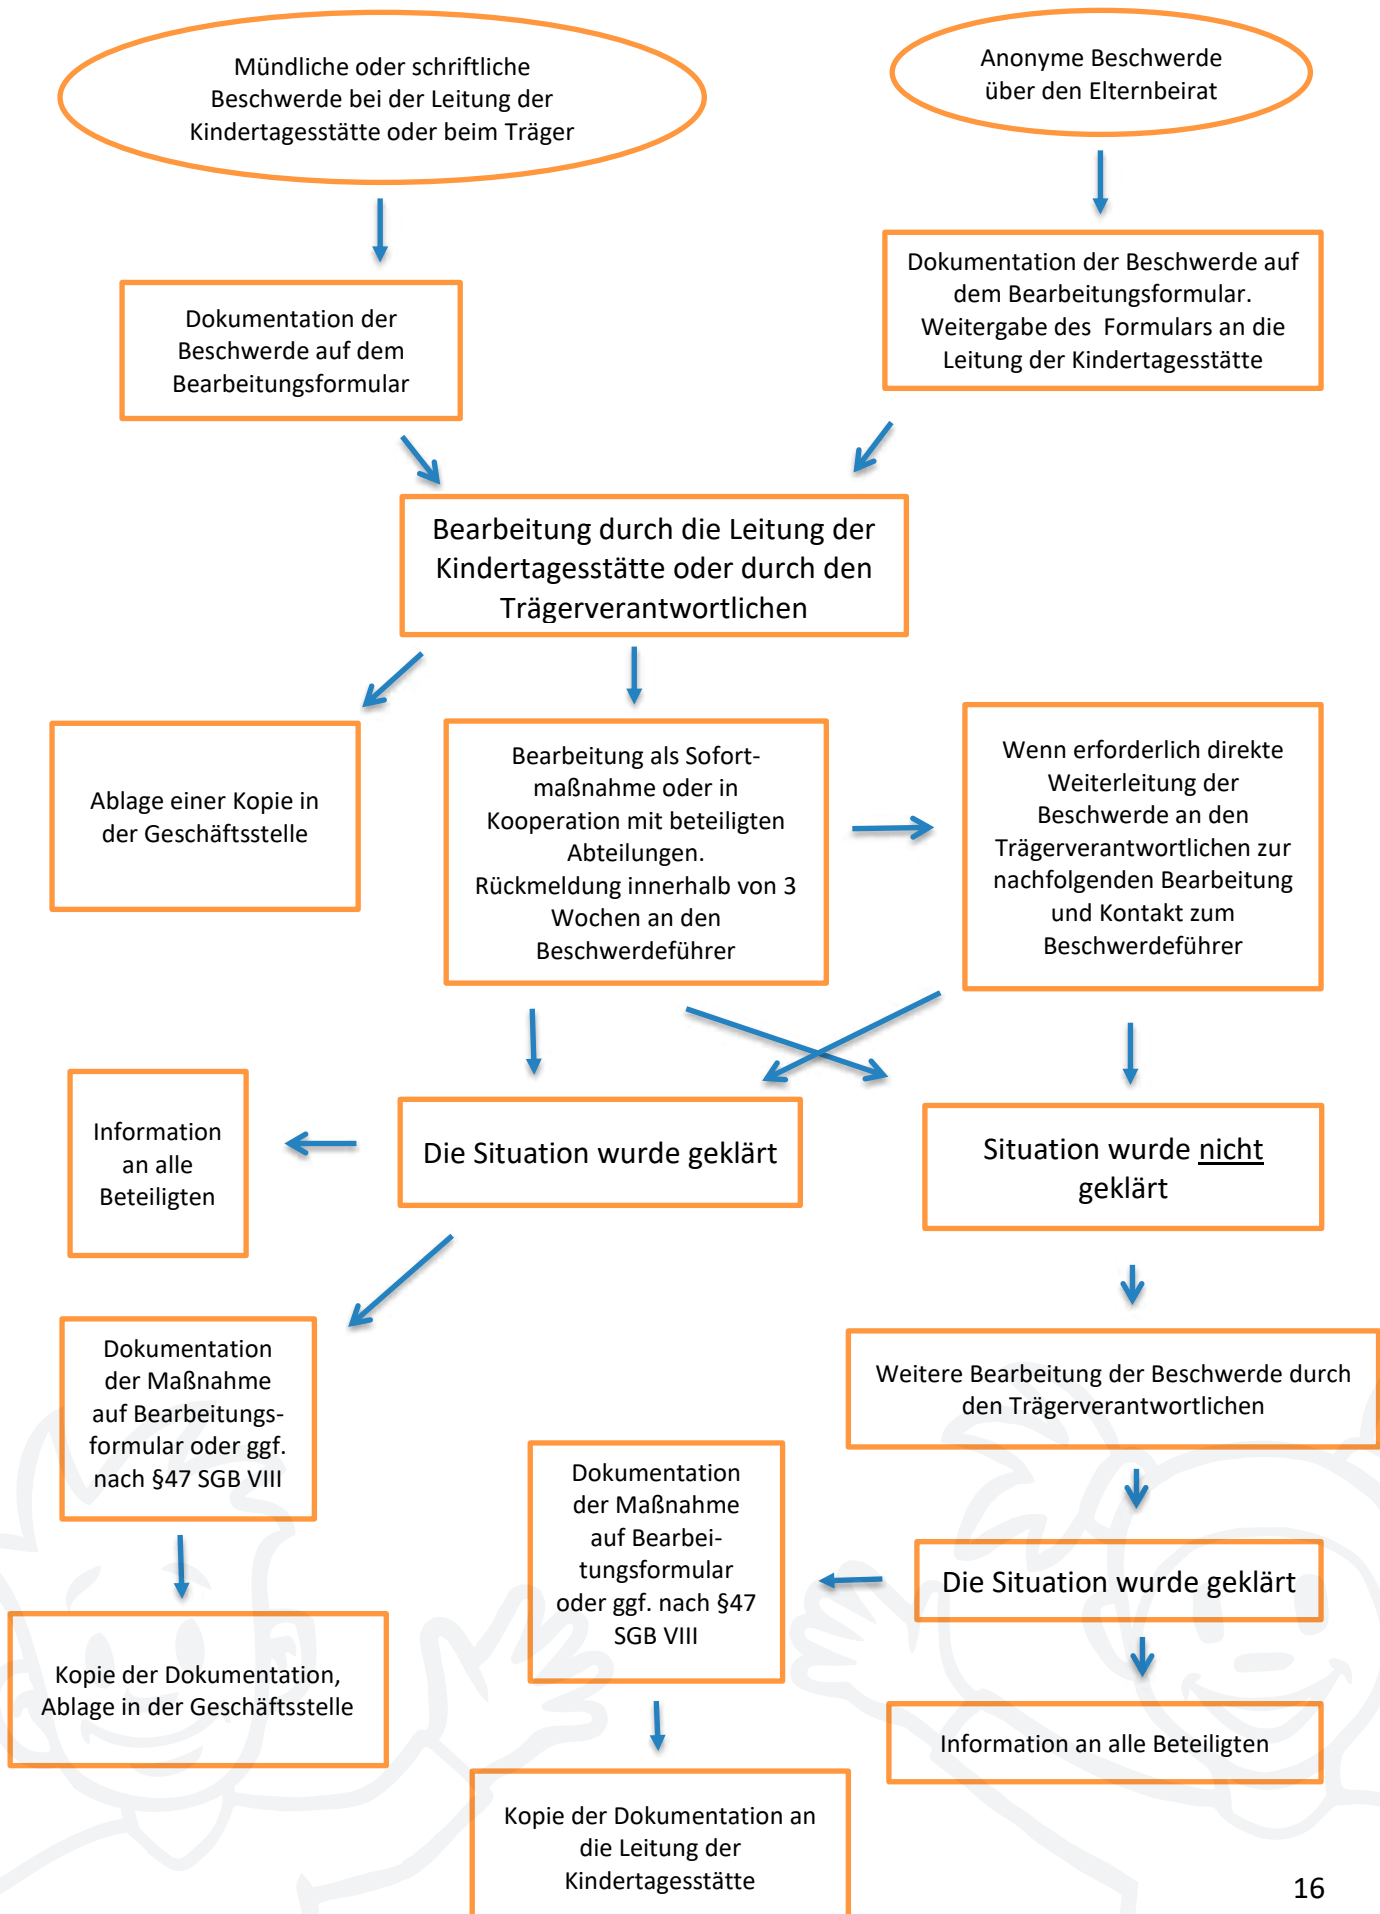 Mündliche oder schriftliche
Beschwerde bei der Leitung der
Kindertagesstätte oder beim Träger
Anonyme Beschwerde
über den Elternbeirat
Dokumentation der
Beschwerde auf dem
Bearbeitungsformular
Dokumentation der Beschwerde auf
dem Bearbeitungsformular.
Weitergabe des  Formulars an die
Leitung der Kindertagesstätte
Bearbeitung durch die Leitung der
Kindertagesstätte oder durch den
Trägerverantwortlichen
Ablage einer Kopie in
der Geschäftsstelle
Bearbeitung als Sofort-
maßnahme oder in
Kooperation mit beteiligten
Abteilungen.
Rückmeldung innerhalb von 3
Wochen an den
Beschwerdeführer
Wenn erforderlich direkte
Weiterleitung der
Beschwerde an den
Trägerverantwortlichen zur
nachfolgenden Bearbeitung
und Kontakt zum
Beschwerdeführer
Information
an alle
Beteiligten
Die Situation wurde geklärt
Situation wurde nicht
geklärt
Dokumentation
der Maßnahme
auf Bearbeitungs-
formular oder ggf.
nach §47 SGB VIII
Weitere Bearbeitung der Beschwerde durch
den Trägerverantwortlichen
Dokumentation
der Maßnahme
auf Bearbei-
tungsformular
oder ggf. nach §47
SGB VIII
Die Situation wurde geklärt
Kopie der Dokumentation,
Ablage in der Geschäftsstelle
Information an alle Beteiligten
Kopie der Dokumentation an
die Leitung der
Kindertagesstätte
16